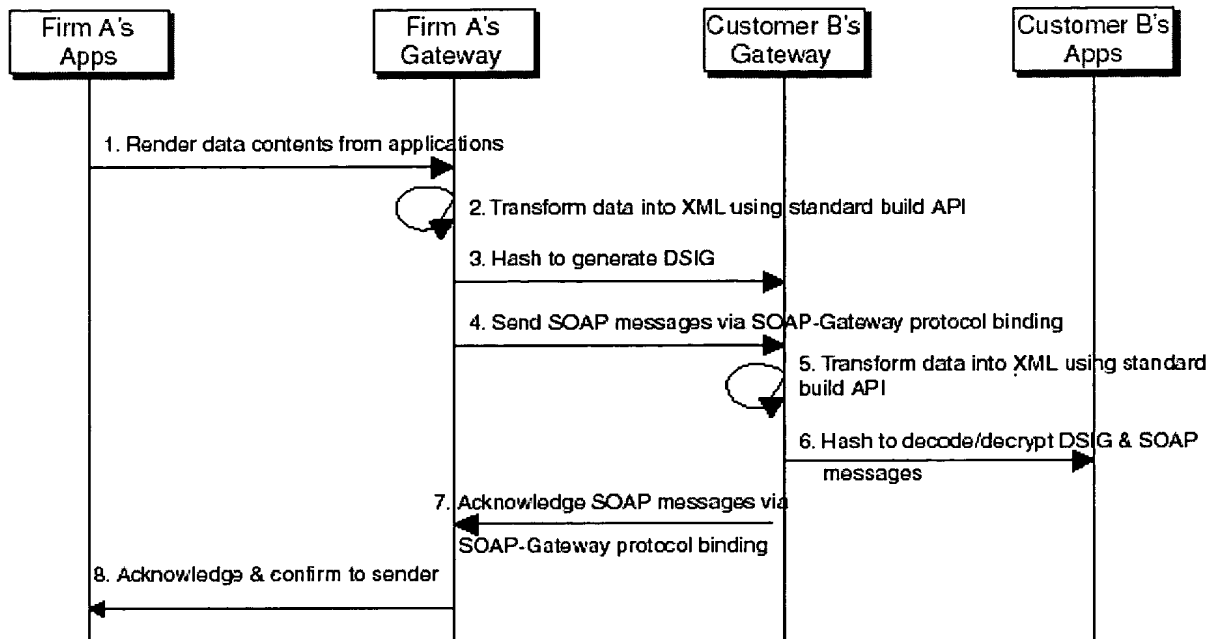 Firm A's
Apps
Firm A's
Gateway
Customer B's
Gateway
Customer B's
Apps
1. Render data contents from applications
2. Transform data into XML using standard build API
3. Hash to generate DSIG
4. Send SOAP messages via SOAP-Gateway protocol binding
5. Transform data into XML using standard
build API
6. Hash to decode/decrypt DSIG & SOAP
messages
7. Acknowledge SOAP messages via
SOAP-Gateway protocol binding
8. Acknowledge & confirm to sender